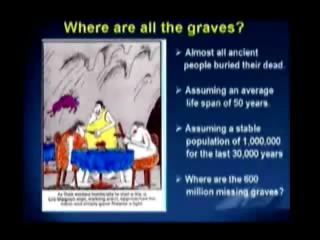 Where are all the graves?
Almost all ancient
people buried their dead.
Assuming an average
life span of 50 years.
Assuming a stable
population of 1,000,000
for the last 30,000 years
Where are the 600
million missing graves?